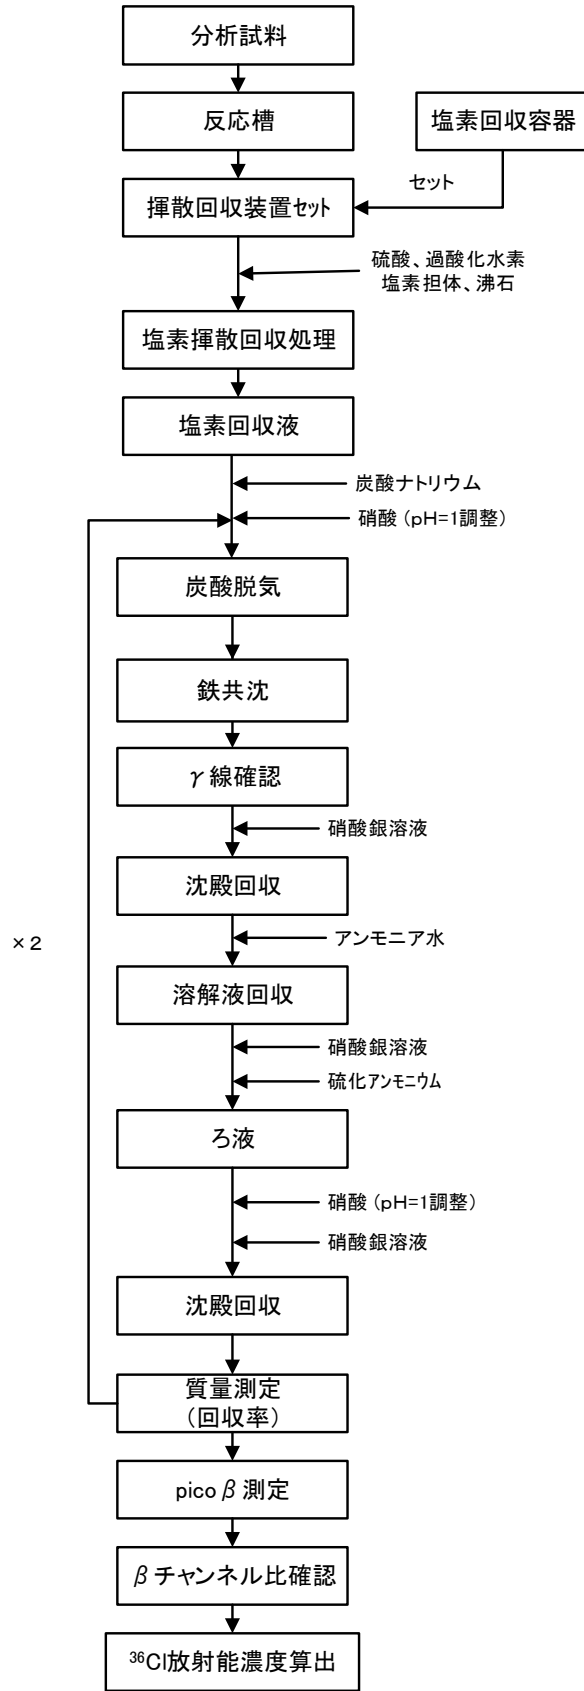 分析試料
反応槽
塩素回収容器
セット
揮散回収装置セット
硫酸、過酸化水素
塩素担体、沸石
塩素揮散回収処理
塩素回収液
炭酸ナトリウム
硝酸(pH=1調整)
炭酸脱気
鉄共沈
γ線確認
硝酸銀溶液
沈殿回収
×2
アンモニア水
溶解液回収
硝酸銀溶液
硫化アンモニウム
ろ液
硝酸(pH=1調整)
硝酸銀溶液
沈殿回収
質量測定
(回収率)
pico β 測定
βチャンネル比確認
³⁶Cl放射能濃度算出